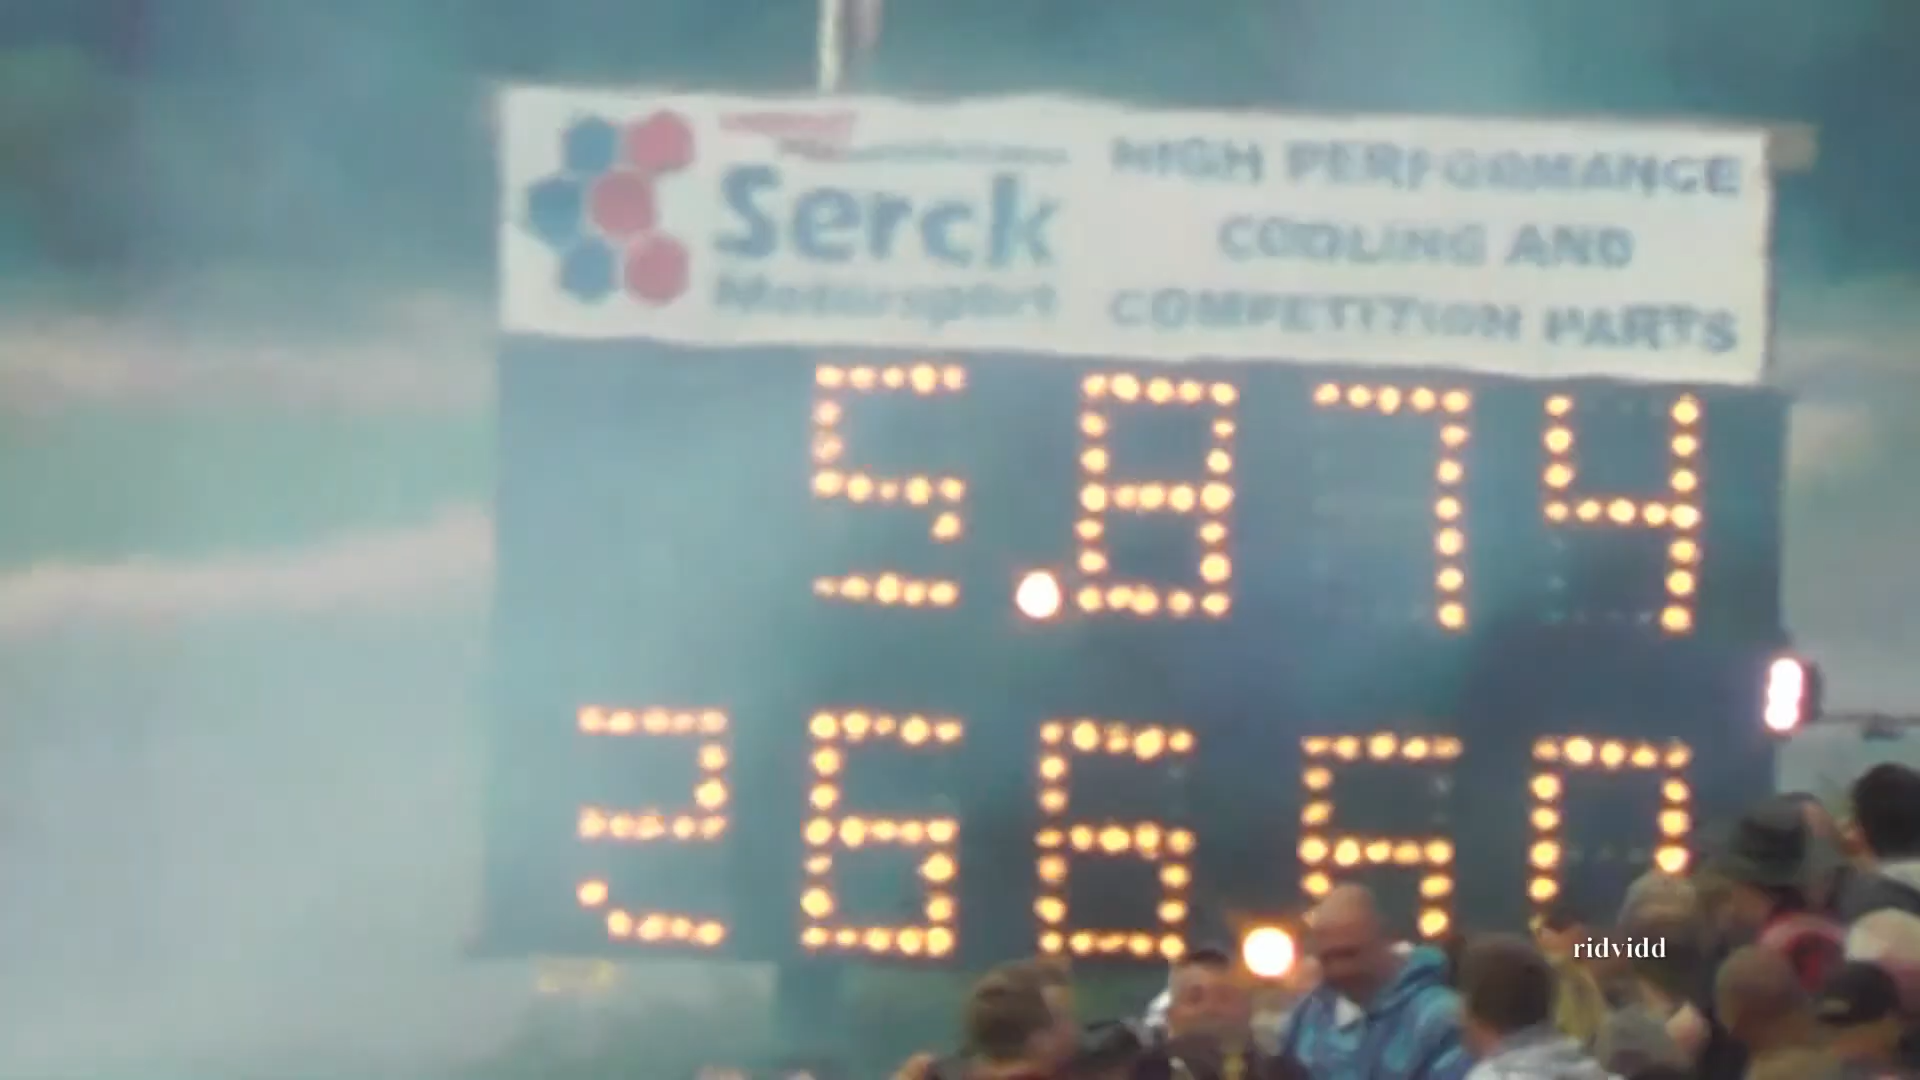 Serck
Motorsport
HIGH PERFORMANCE
COOLING AND
COMPETITION PARTS
5.874
266.60
ridvidd